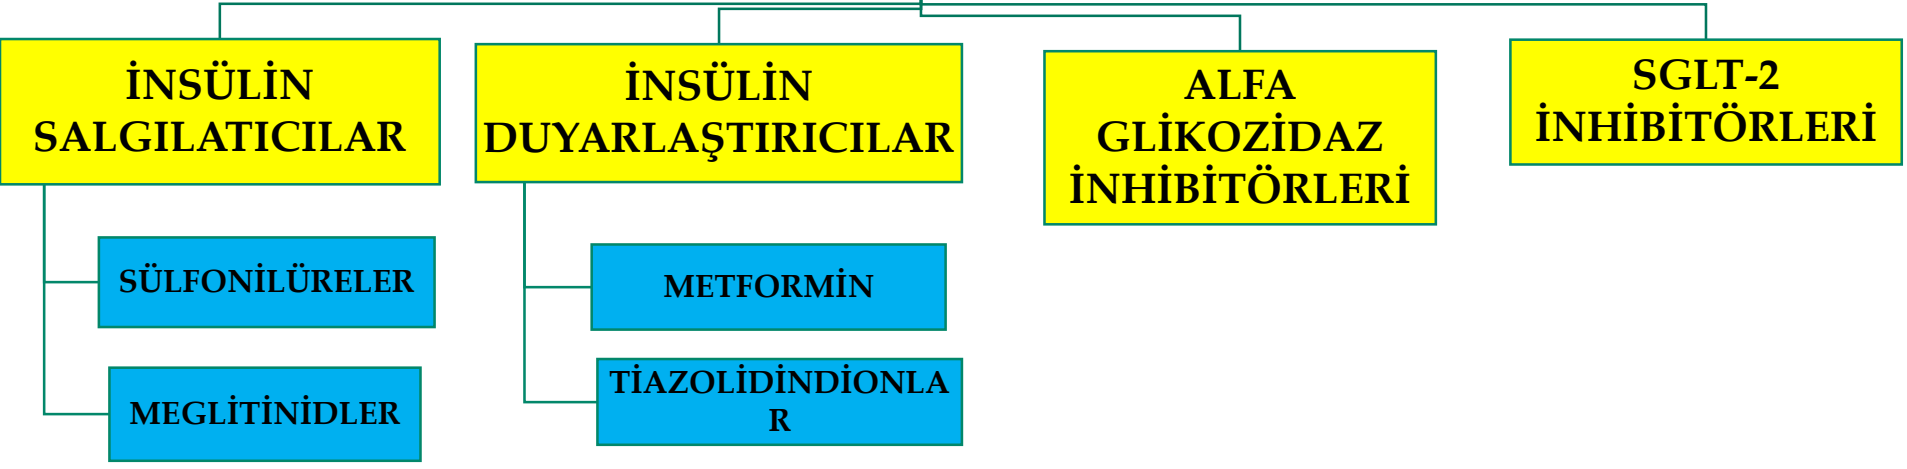 İNSÜLİN
SALGILATICILAR
SÜLFONİLÜRELER
MEGLİTİNİDLER
İNSÜLİN
DUYARLAŞTIRICILAR
METFORMİN
TİAZOLİDİNDİONLA
R
ALFA
GLİKOZİDAZ
İNHİBİTÖRLERİ
SGLT-2
İNHİBİTÖRLERİ